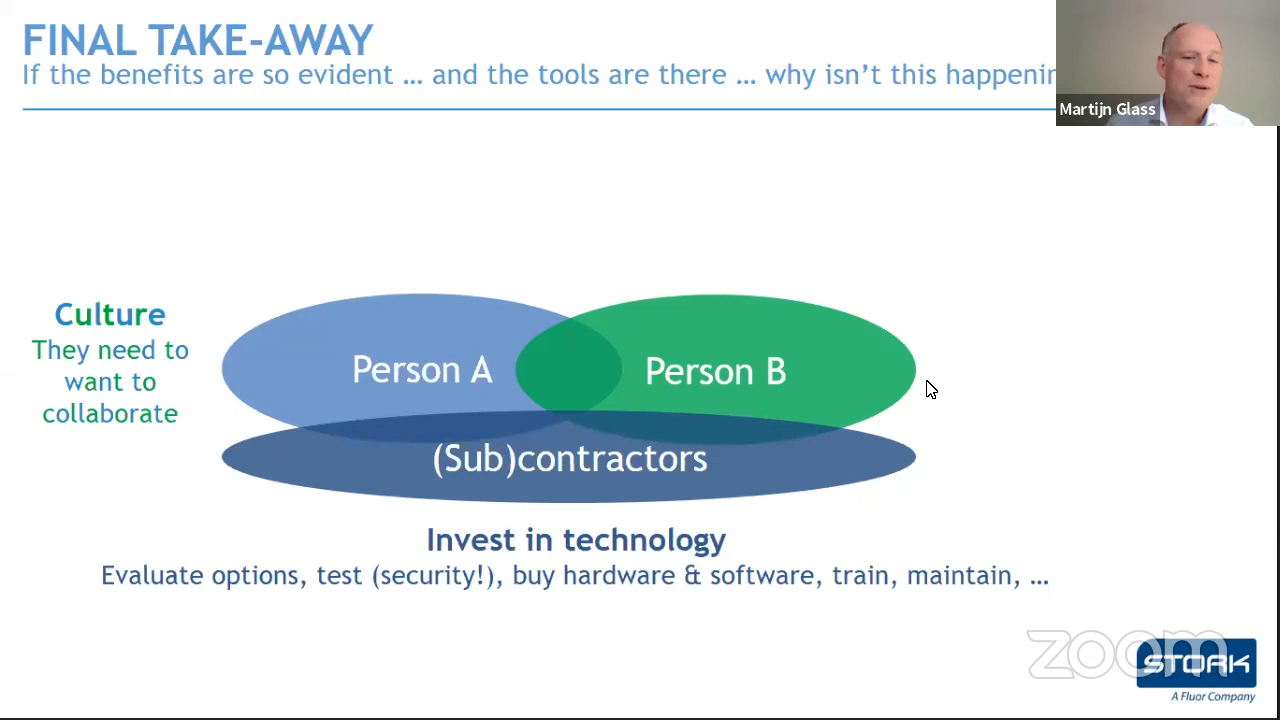 FINAL TAKE-AWAY
If the benefits are so evident … and the tools are there … why isn't this happenin
Martijn Glass
Culture
They need to
want to
collaborate
Person A
Person B
(Sub)contractors
Invest in technology
Evaluate options, test (security!), buy hardware & software, train, maintain, …
zoom
STORK
A Fluor Company